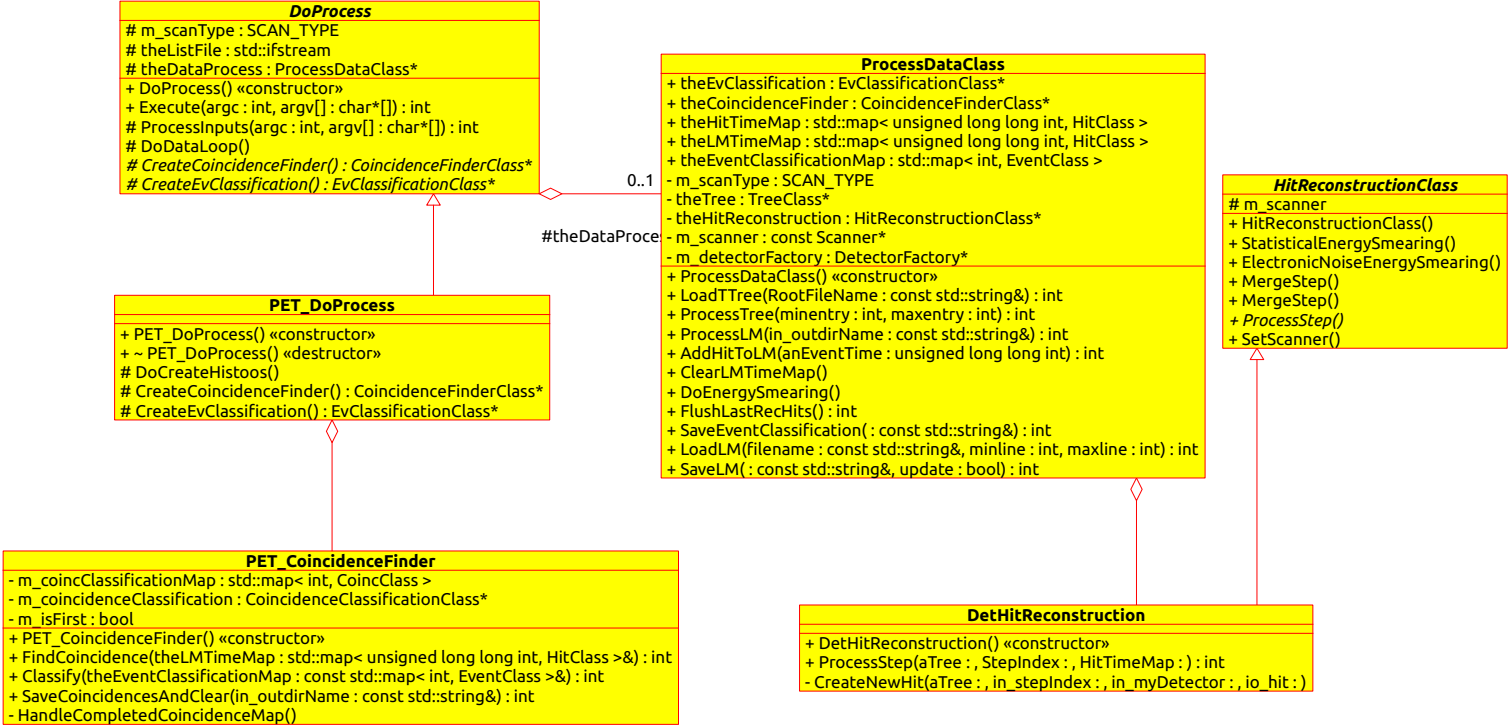 DoProcess
# m_scanType : SCAN_TYPE
# theListFile : std::ifstream
# theDataProcess : ProcessDataClass*
+ DoProcess() «constructor»
+ Execute(argc : int, argv[] : char*[]) : int
# ProcessInputs(argc : int, argv[] : char*[]) : int
# DoDataLoop()
# CreateCoincidenceFinder() : CoincidenceFinderClass*
# CreateEvClassification() : EvClassificationClass*
0..1
#theDataProces
ProcessDataClass
+ theEvClassification : EvClassificationClass*
+ theCoincidenceFinder : CoincidenceFinderClass*
+ theHitTimeMap : std::map< unsigned long long int, HitClass >
+ theLMTimeMap : std::map< unsigned long long int, HitClass >
+ theEventClassificationMap : std::map< int, EventClass >
- m_scanType : SCAN_TYPE
- theTree : TreeClass*
- theHitReconstruction : HitReconstructionClass*
- m_scanner : const Scanner*
- m_detectorFactory : DetectorFactory*
+ ProcessDataClass() «constructor»
+ LoadTTree(RootFileName : const std::string&) : int
+ ProcessTree(minentry : int, maxentry : int) : int
+ ProcessLM(in_outdirName : const std::string&) : int
+ AddHitToLM(anEventTime : unsigned long long int) : int
+ ClearLMTimeMap()
+ DoEnergySmearing()
+ FlushLastRecHits() : int
+ SaveEventClassification( : const std::string&) : int
+ LoadLM(filename : const std::string&, minline : int, maxline : int) : int
+ SaveLM( : const std::string&, update : bool) : int
HitReconstructionClass
# m_scanner
+ HitReconstructionClass()
+ StatisticalEnergySmearing()
+ ElectronicNoiseEnergySmearing()
+ MergeStep()
+ MergeStep()
+ ProcessStep()
+ SetScanner()
PET_DoProcess
+ PET_DoProcess() «constructor»
+ ~ PET_DoProcess() «destructor»
# DoCreateHistoos()
# CreateCoincidenceFinder() : CoincidenceFinderClass*
# CreateEvClassification() : EvClassificationClass*
PET_CoincidenceFinder
- m_coincClassificationMap : std::map< int, CoincClass >
- m_coincidenceClassification : CoincidenceClassificationClass*
- m_isFirst : bool
+ PET_CoincidenceFinder() «constructor»
+ FindCoincidence(theLMTimeMap : std::map< unsigned long long int, HitClass >&) : int
+ Classify(theEventClassificationMap : const std::map< int, EventClass >&) : int
+ SaveCoincidencesAndClear(in_outdirName : const std::string&) : int
- HandleCompletedCoincidenceMap()
DetHitReconstruction
+ DetHitReconstruction() «constructor»
+ ProcessStep(aTree : , StepIndex : , HitTimeMap : ) : int
- CreateNewHit(aTree : , in_stepIndex : , in_myDetector : , io_hit : )